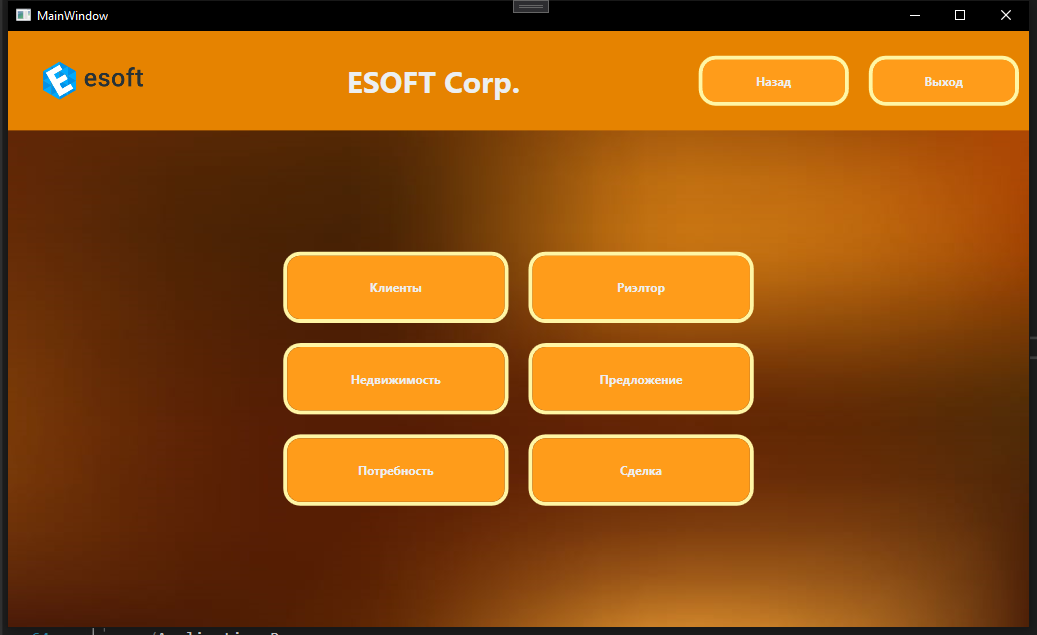 MainWindow
esoft
ESOFT Corp.
Назад
Выход
Клиенты
Риэлтор
Недвижимость
Предложение
Потребность
Сделка